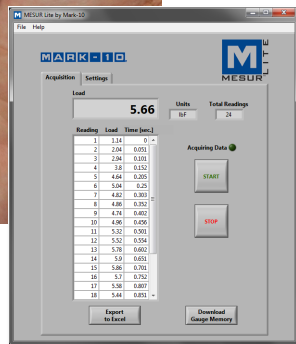 MESUR Lite by Mark-10
File Help
MARK-10
M
MESUR
LITE
Acquisition Settings
Load
5.66
Units
lbF
Total Readings
24
Reading Load Time [sec.]
1 1.14 0
2 2.04 0.051
3 2.94 0.101
4 3.8 0.152
5 4.64 0.205
6 5.04 0.25
7 4.82 0.303
8 4.86 0.352
9 4.74 0.402
10 4.96 0.456
11 5.32 0.501
12 5.52 0.554
13 5.78 0.602
14 5.9 0.651
15 5.86 0.701
16 5.7 0.752
17 5.58 0.807
18 5.44 0.851
Acquiring Data
START
STOP
Export
to Excel
Download
Gauge Memory